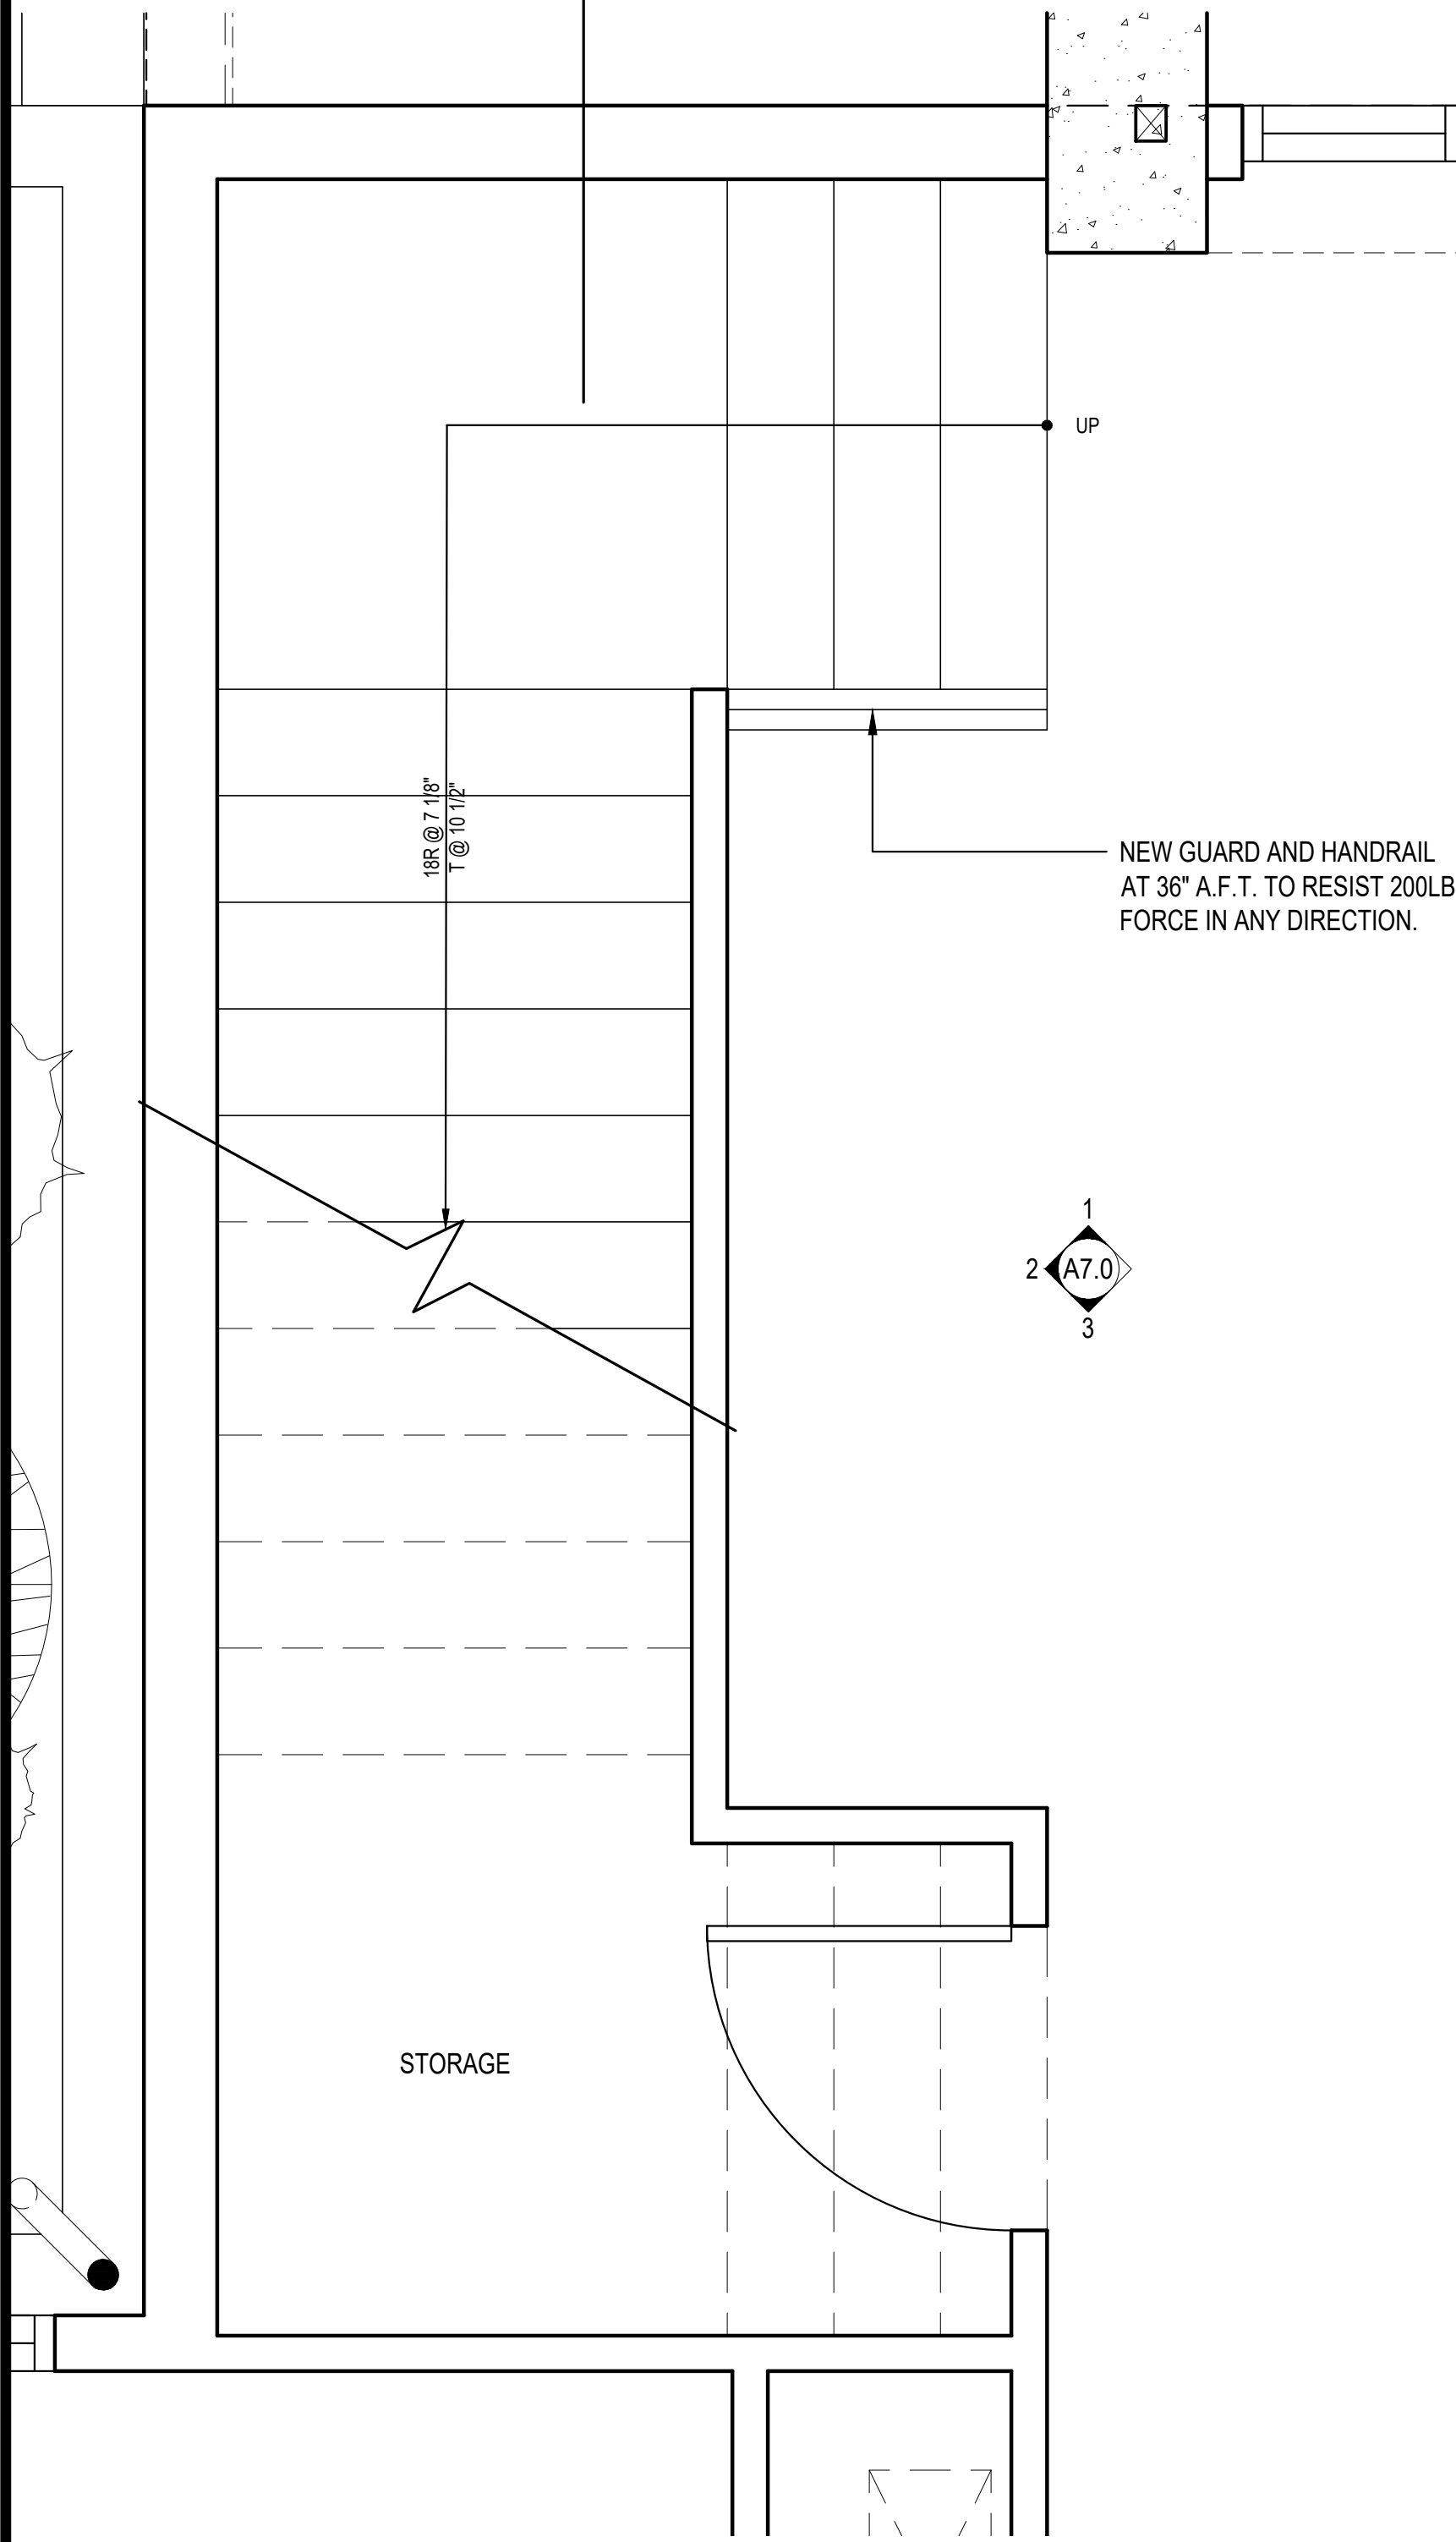 UP
18R @ 7 1/8"
T @ 10 1/2"
NEW GUARD AND HANDRAIL
AT 36" A.F.T. TO RESIST 200LB
FORCE IN ANY DIRECTION.
1
2 A7.0
3
STORAGE